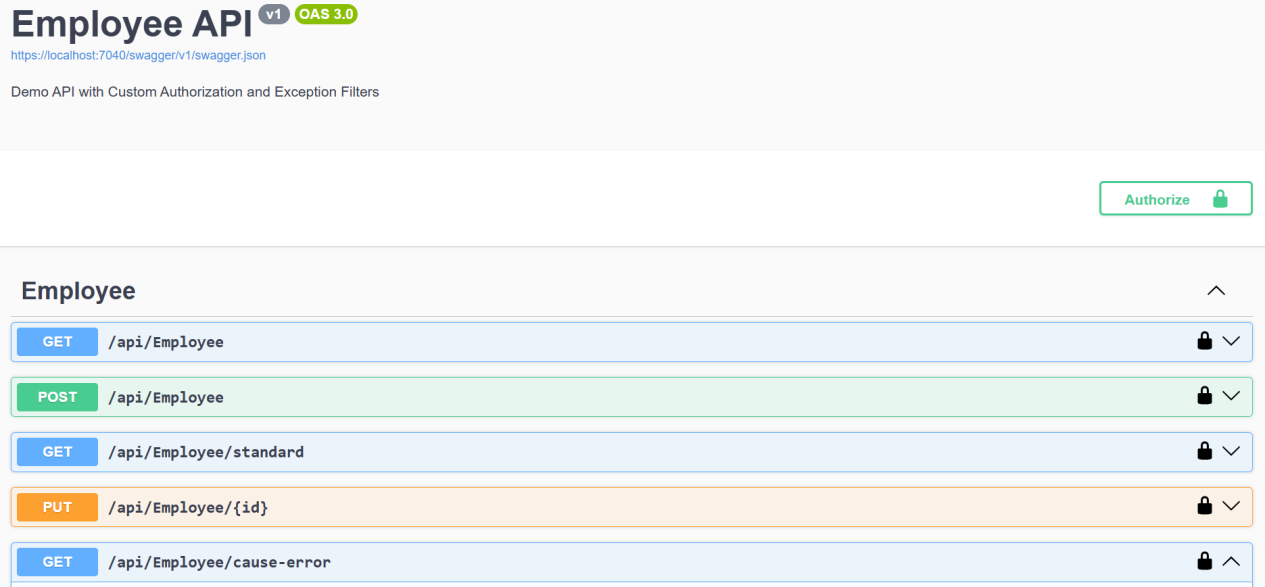 Employee API v1 OAS 3.0
https://localhost:7040/swagger/v1/swagger.json
Demo API with Custom Authorization and Exception Filters
Authorize
Employee
GET /api/Employee
POST /api/Employee
GET /api/Employee/standard
PUT /api/Employee/{id}
GET /api/Employee/cause-error